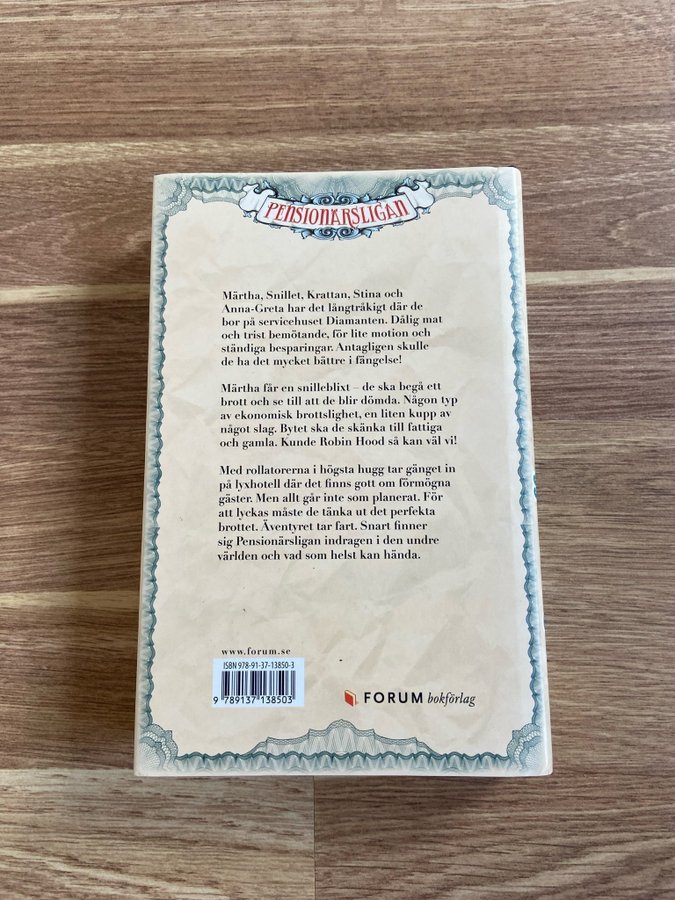 PENSIONÄRSLIGAN
Märtha, Snillet, Krattan, Stina och
Anna-Greta har det långtråkigt där de
bor på servicehuset Diamanten. Dålig mat
och trist bemötande, för lite motion och
ständiga besparingar. Antagligen skulle
de ha det mycket bättre i fängelse!
Märtha får en snilleblixt – de ska begå ett
brott och se till att de blir dömda. Någon typ
av ekonomisk brottslighet, en liten kupp av
något slag. Bytet ska de skänka till fattiga
och gamla. Kunde Robin Hood så kan väl vi!
Med rollatorerna i högsta hugg tar gänget in
på lyxhotell där det finns gott om förmögna
gäster. Men allt går inte som planerat. För
att lyckas måste de tänka ut det perfekta
brottet. Äventyret tar fart. Snart finner
sig Pensionärsligan indragen i den undre
världen och vad som helst kan hända.
www.forum.se
ISBN 978-91-37-13850-3
9 789137 138503
FORUM bokförlag